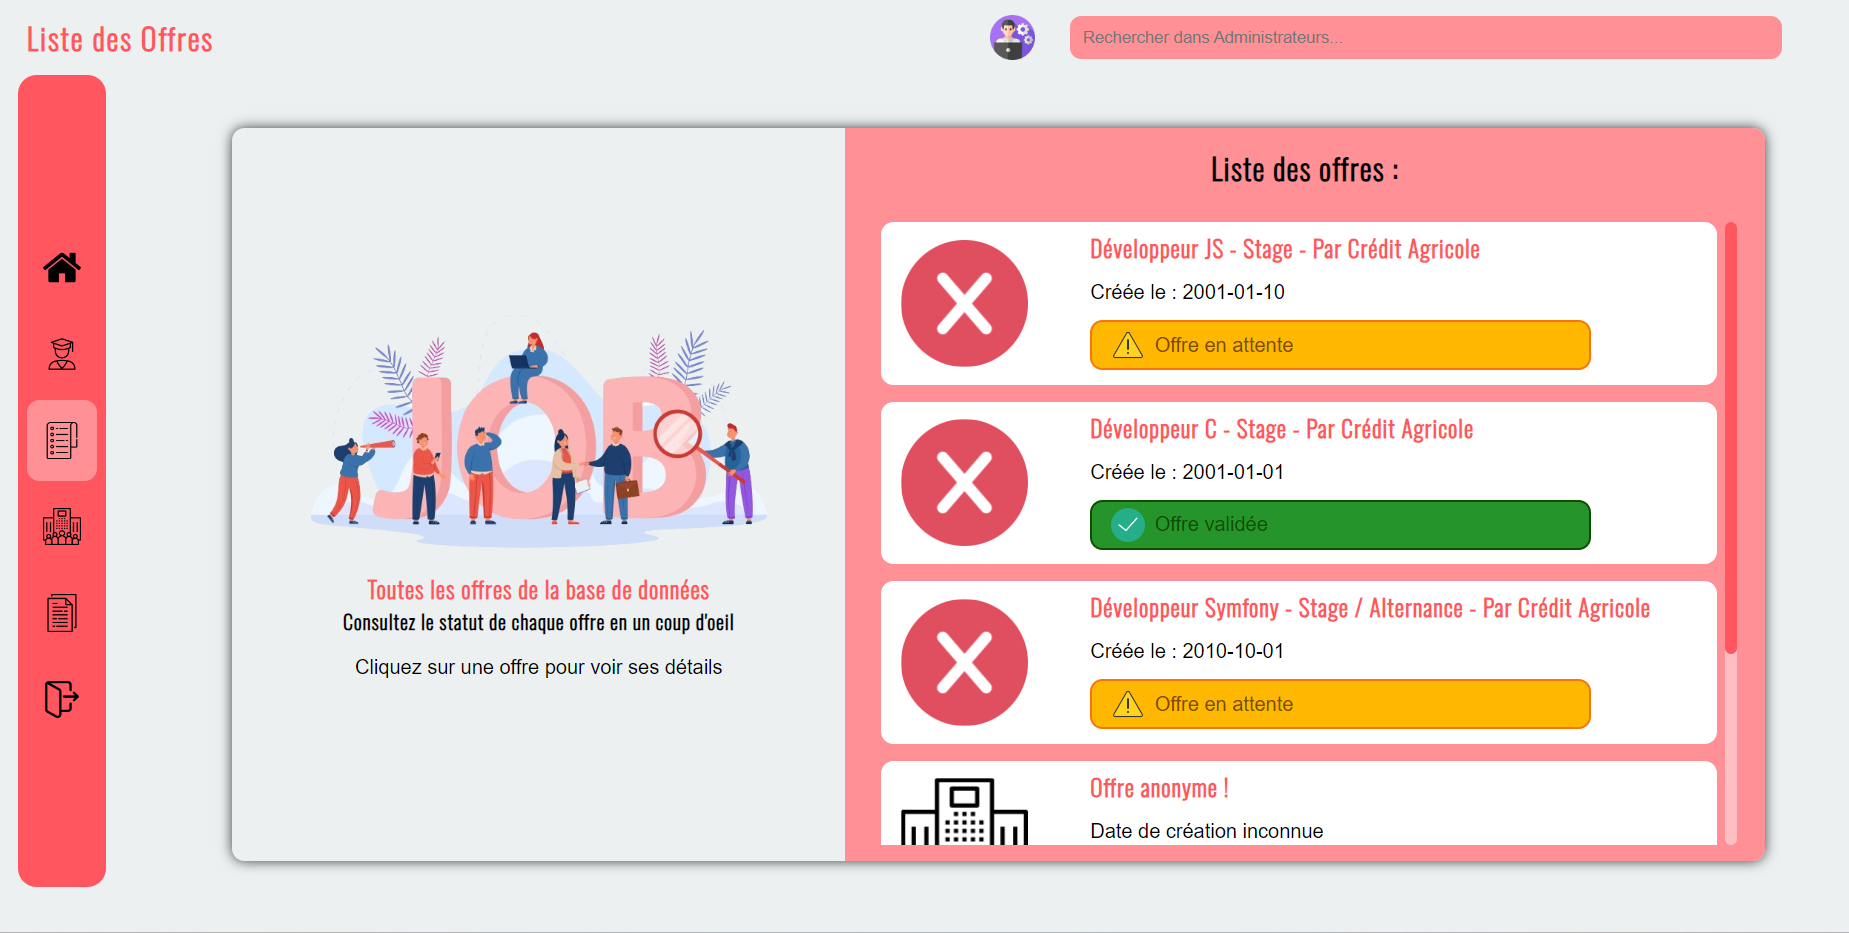 Liste des Offres
Rechercher dans Administrateurs...
JOB
Toutes les offres de la base de données
Consultez le statut de chaque offre en un coup d'oeil
Cliquez sur une offre pour voir ses détails
Liste des offres :
Développeur JS - Stage - Par Crédit Agricole
Créée le : 2001-01-10
Offre en attente
Développeur C - Stage - Par Crédit Agricole
Créée le : 2001-01-01
Offre validée
Développeur Symfony - Stage / Alternance - Par Crédit Agricole
Créée le : 2010-10-01
Offre en attente
Offre anonyme !
Date de création inconnue